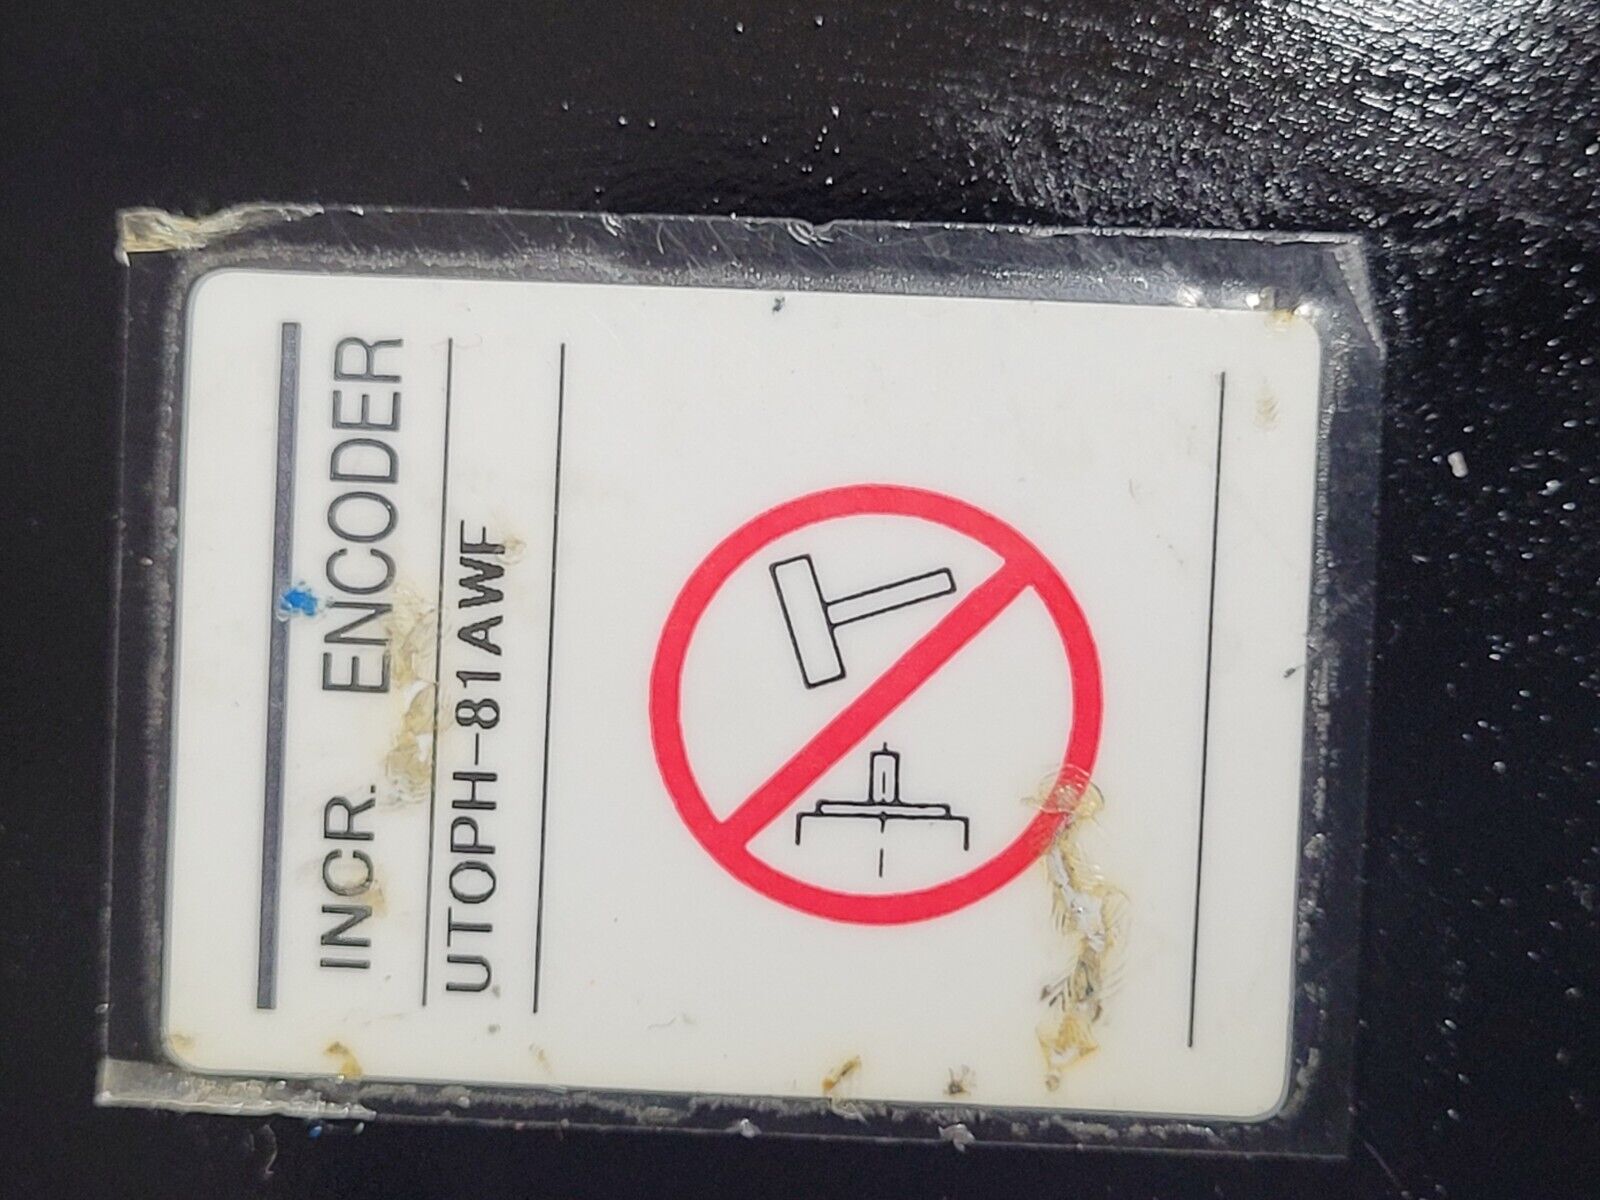 INCR. ENCODER
UTOPH-81AWF